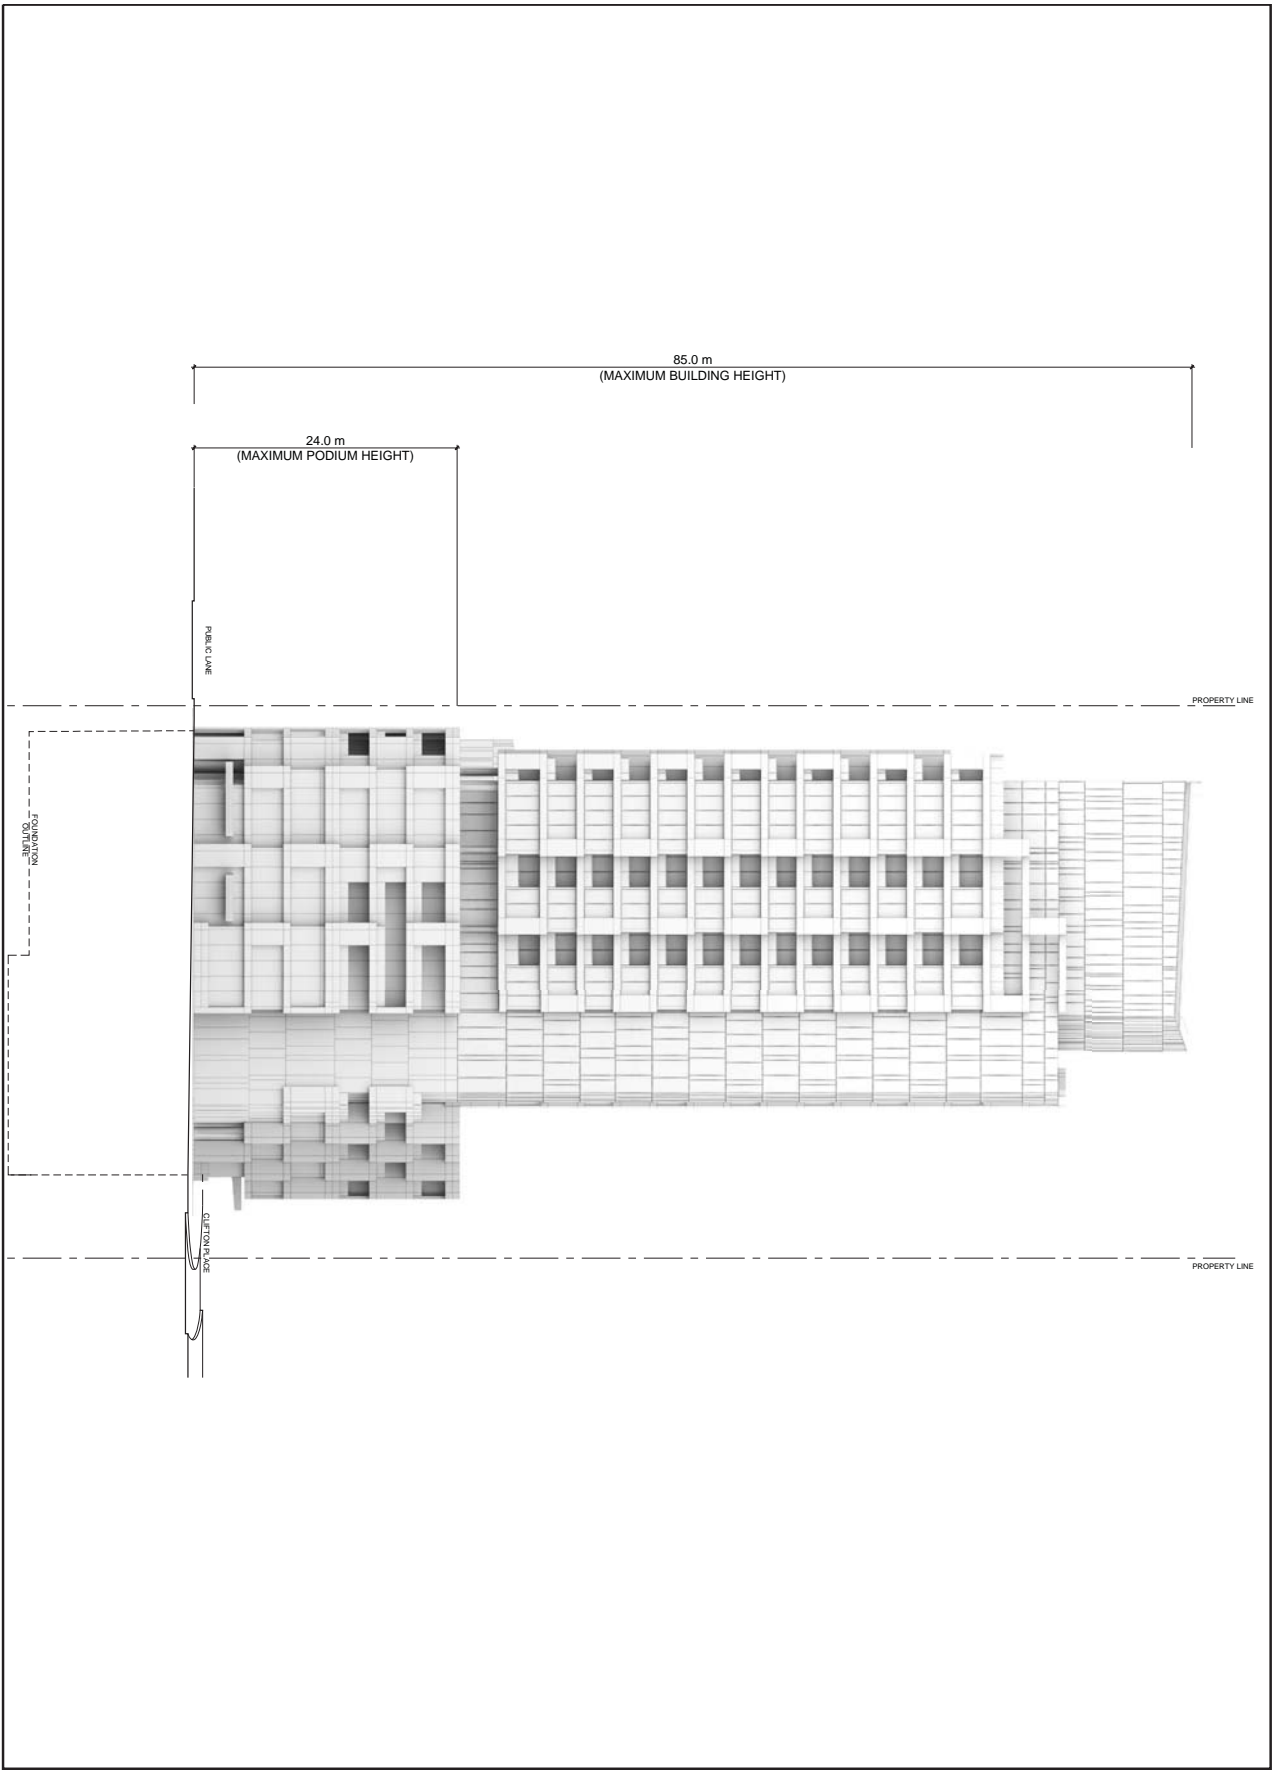 85.0 m
(MAXIMUM BUILDING HEIGHT)
24.0 m
(MAXIMUM PODIUM HEIGHT)
PUBLIC LANE
PROPERTY LINE
FOUNDATION
OUTLINE
CLIFTON PLACE
PROPERTY LINE